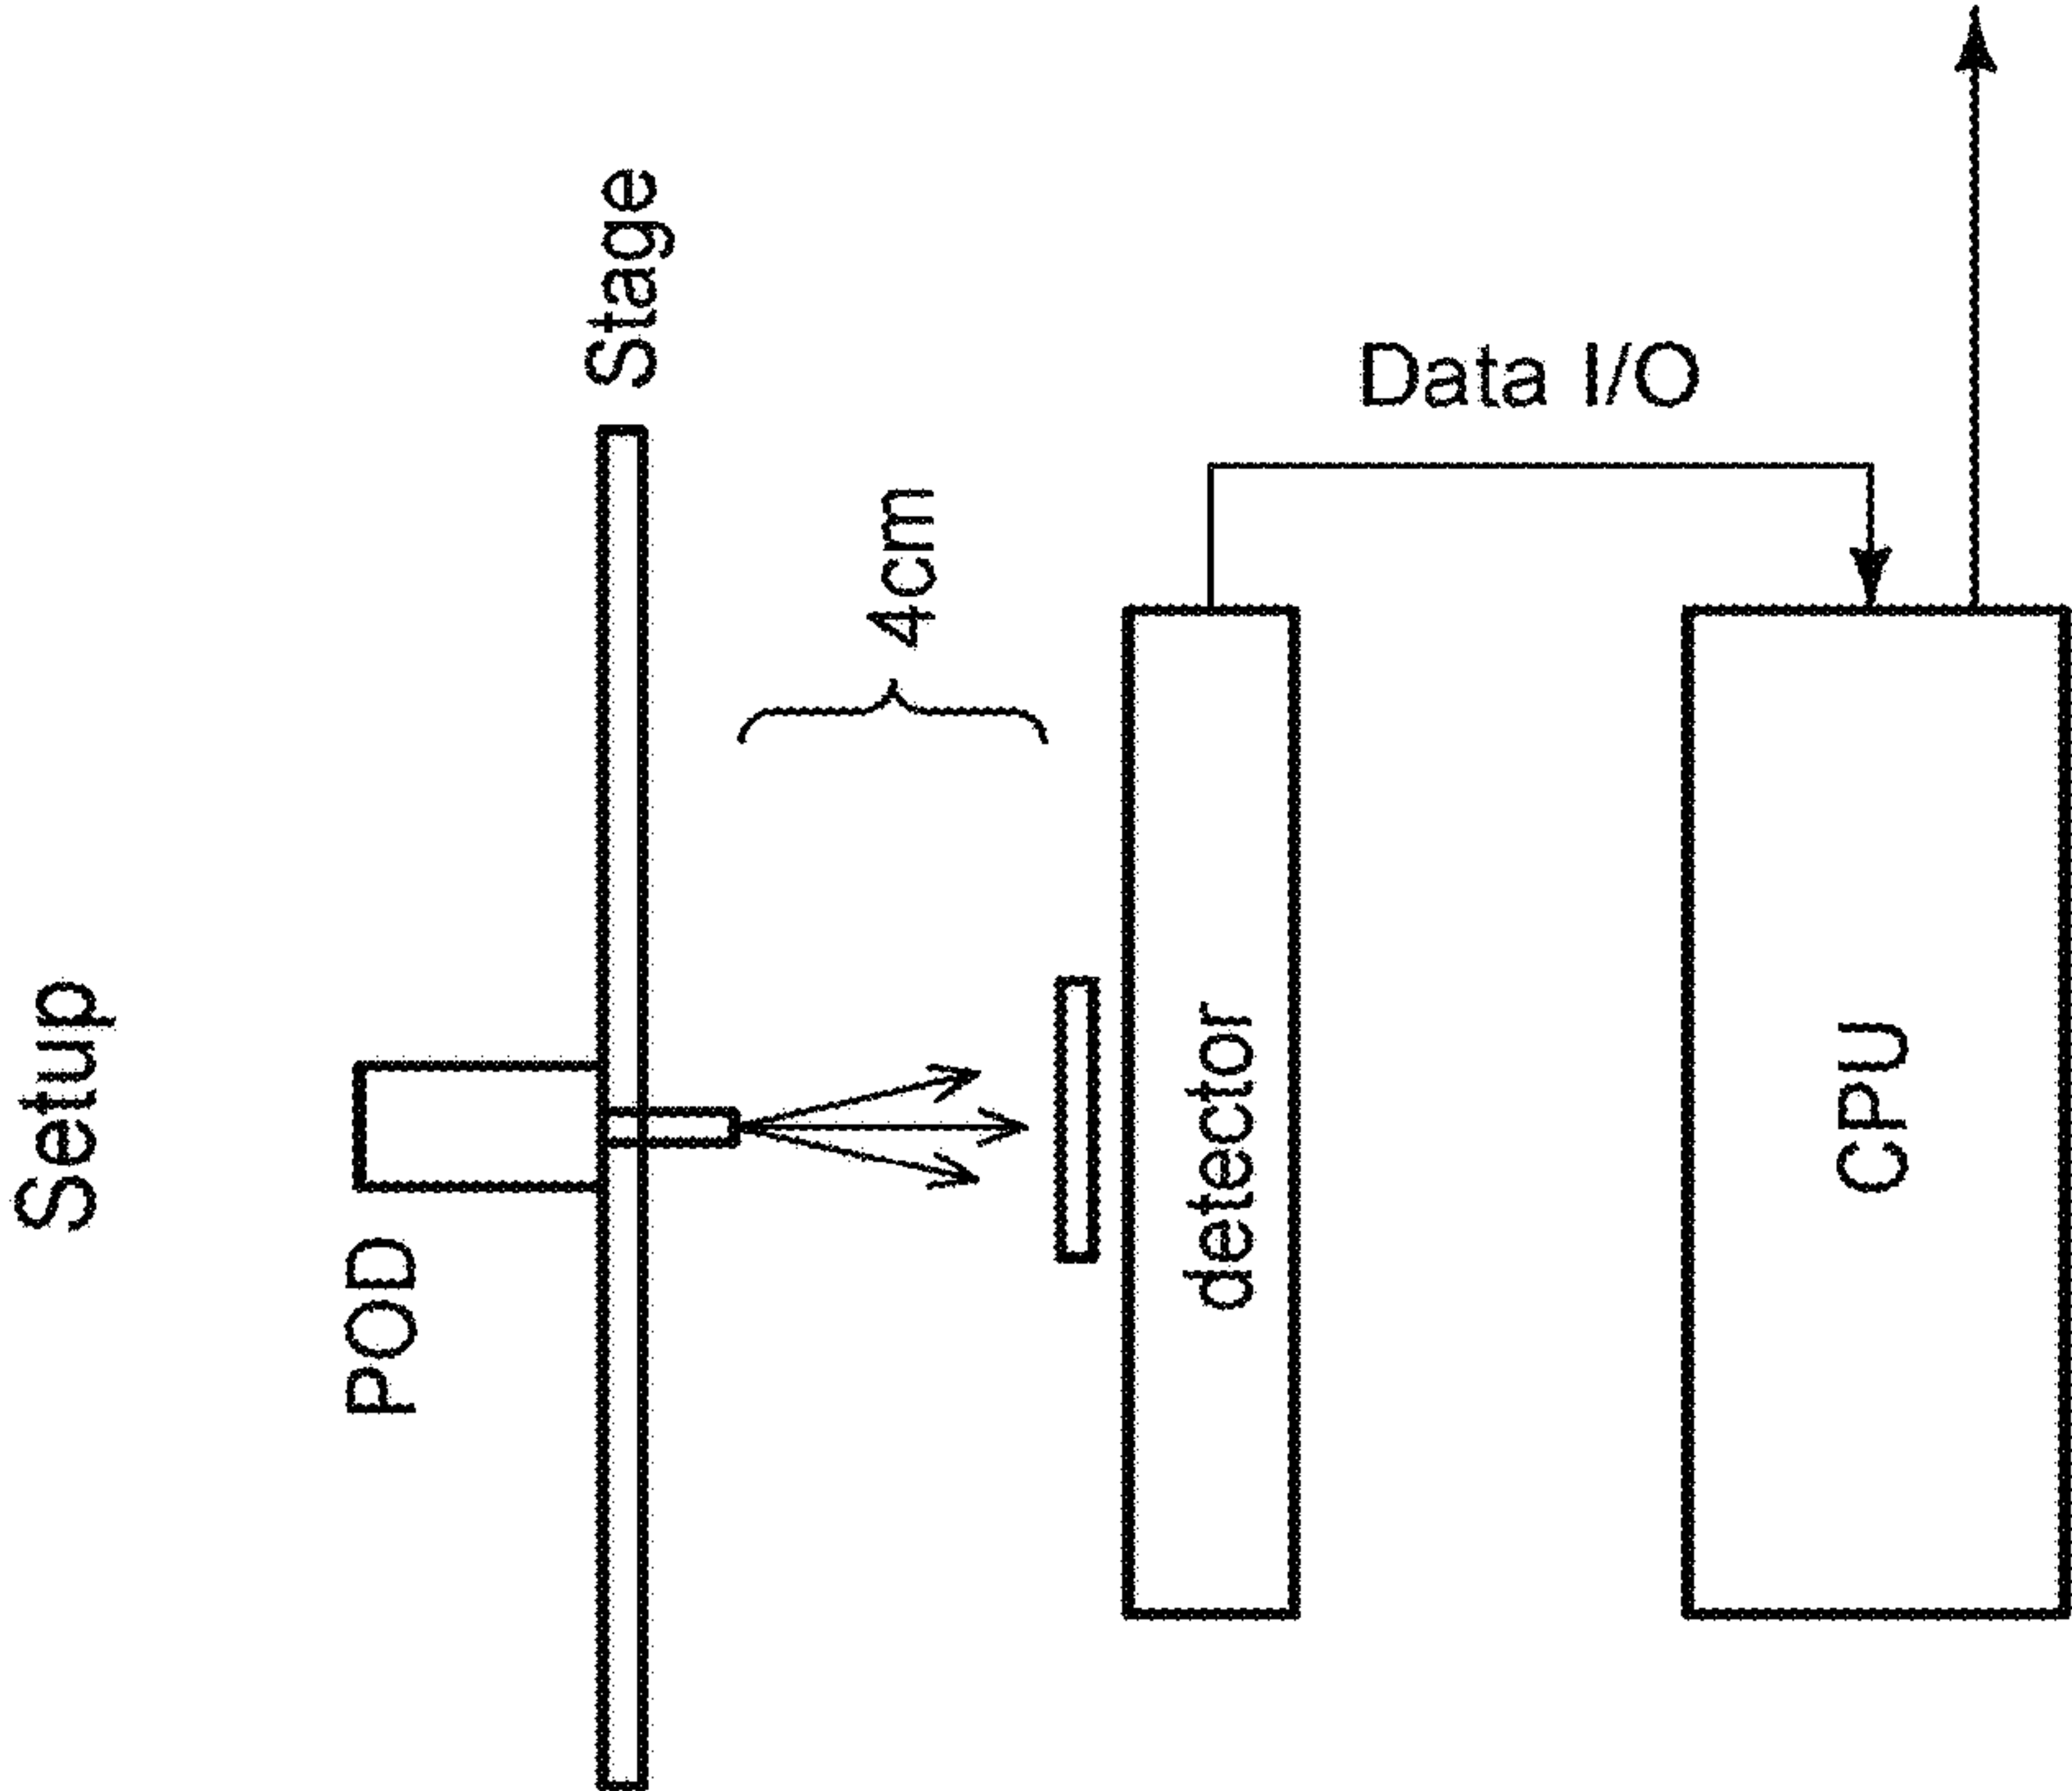 Setup
POD
Stage
4cm
detector
Data I/O
CPU